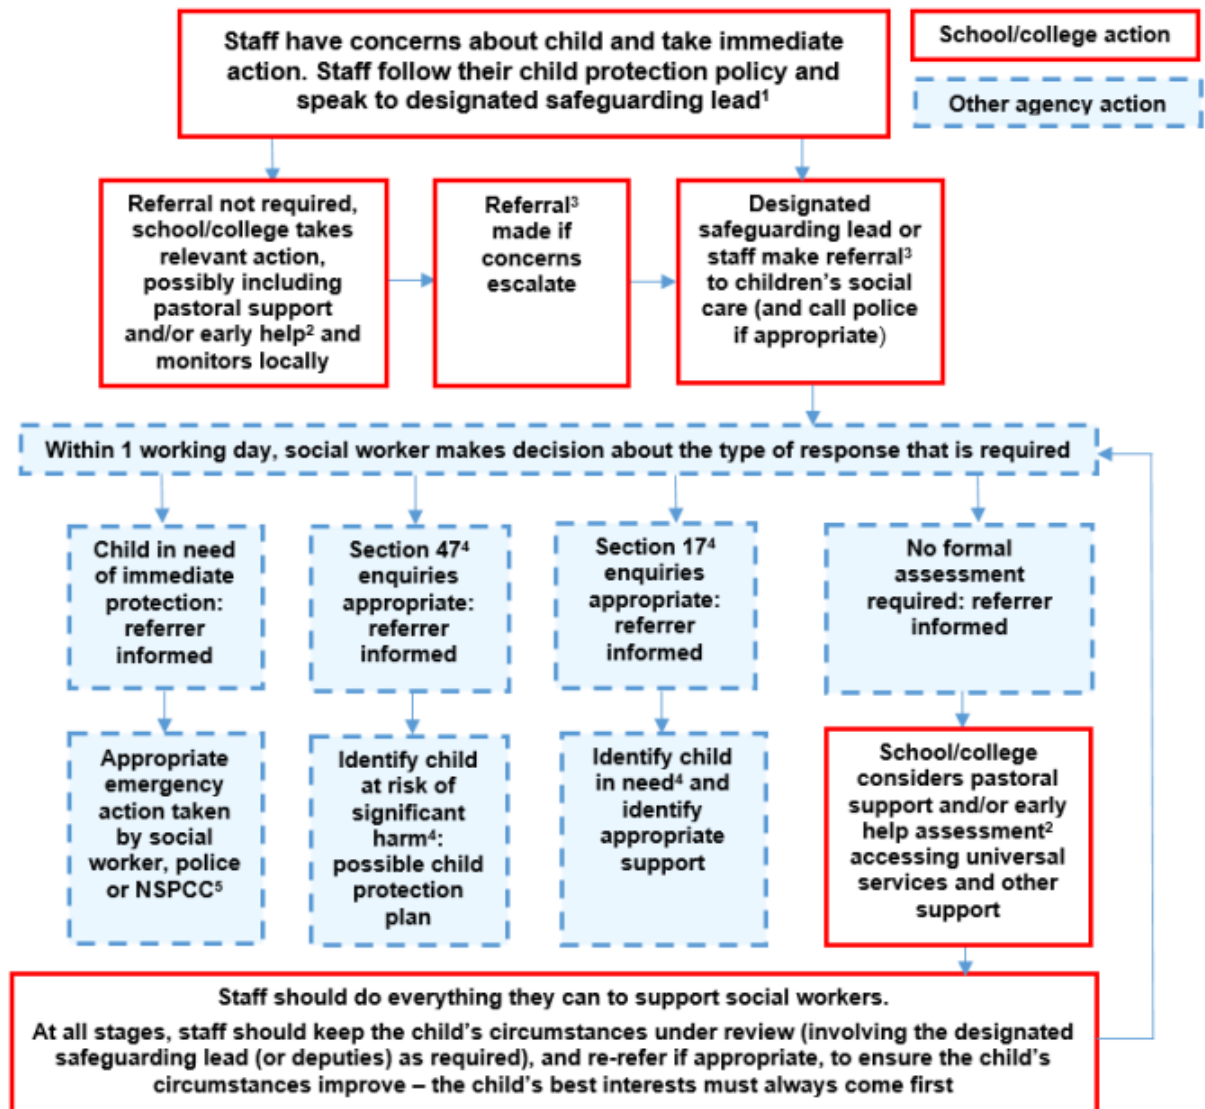 Staff have concerns about child and take immediate
action. Staff follow their child protection policy and
speak to designated safeguarding lead¹
School/college action
Other agency action
Referral not required,
school/college takes
relevant action,
possibly including
pastoral support
and/or early help² and
monitors locally
Referral³
made if
concerns
escalate
Designated
safeguarding lead or
staff make referral³
to children’s social
care (and call police
if appropriate)
Within 1 working day, social worker makes decision about the type of response that is required
Child in need
of immediate
protection:
referrer
informed
Section 47⁴
enquiries
appropriate:
referrer
informed
Section 17⁴
enquiries
appropriate:
referrer
informed
No formal
assessment
required: referrer
informed
Appropriate
emergency
action taken
by social
worker, police
or NSPCC⁵
Identify child
at risk of
significant
harm⁴:
possible child
protection
plan
Identify child
in need⁴ and
identify
appropriate
support
School/college
considers pastoral
support and/or early
help assessment²
accessing universal
services and other
support
Staff should do everything they can to support social workers.
At all stages, staff should keep the child’s circumstances under review (involving the designated
safeguarding lead (or deputies) as required), and re-refer if appropriate, to ensure the child’s
circumstances improve – the child’s best interests must always come first